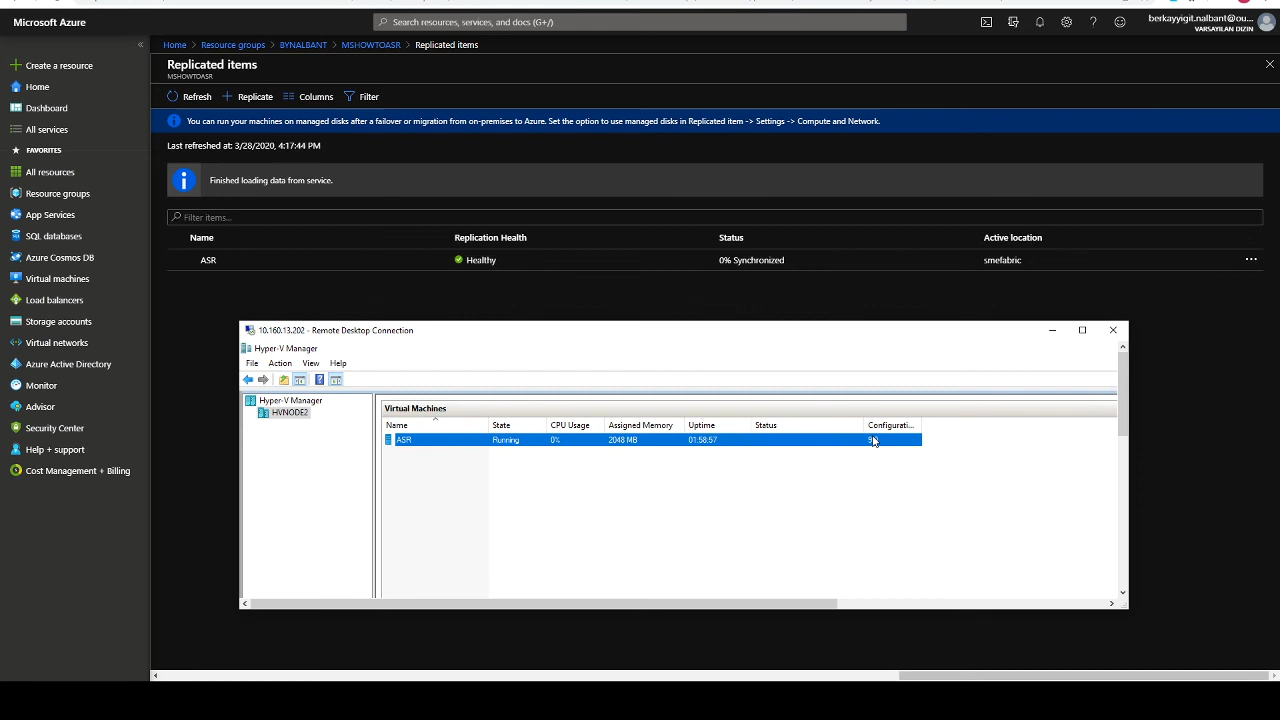 Microsoft Azure
Search resources, services, and docs (G+/)
berkayyigit.nalbant@ou...
VARSAYILAN DIZIN
Create a resource
Home
Dashboard
All services
FAVORITES
All resources
Resource groups
App Services
SQL databases
Azure Cosmos DB
Virtual machines
Load balancers
Storage accounts
Virtual networks
Azure Active Directory
Monitor
Advisor
Security Center
Help + support
Cost Management + Billing
Home > Resource groups > BYNALBANT > MSHOWTOASR > Replicated items
Replicated items
MSHOWTOASR
Refresh Replicate Columns Filter
You can run your machines on managed disks after a failover or migration from on-premises to Azure. Set the option to use managed disks in Replicated item -> Settings -> Compute and Network.
Last refreshed at: 3/28/2020, 4:17:44 PM
Finished loading data from service.
Filter items...
Name Replication Health Status Active location
ASR Healthy 0% Synchronized smefabric
10.160.13.202 - Remote Desktop Connection
Hyper-V Manager
File Action View Help
Hyper-V Manager
HVNODE2
Virtual Machines
Name State CPU Usage Assigned Memory Uptime Status Configurati...
ASR Running 0% 2048 MB 01:58:57